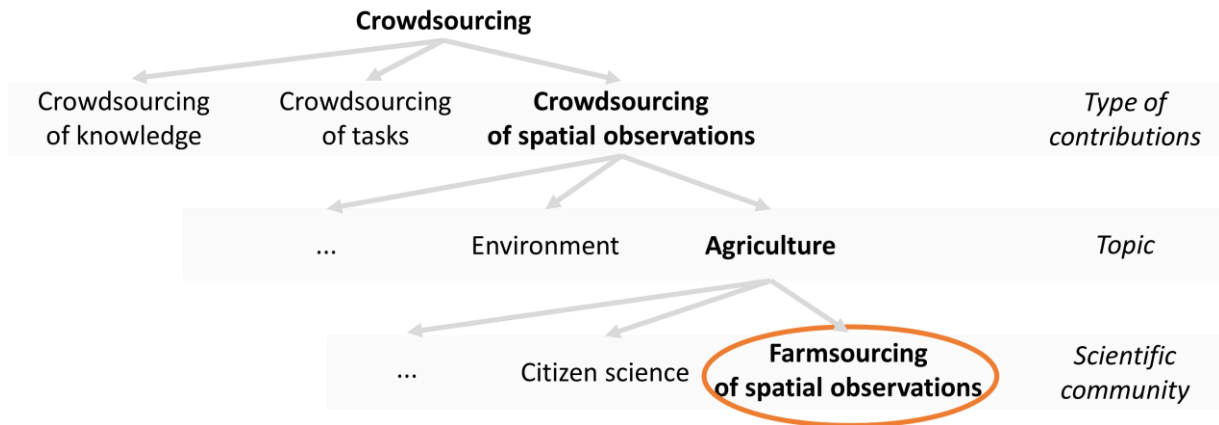 Crowdsourcing
Crowdsourcing of knowledge
Crowdsourcing of tasks
Crowdsourcing of spatial observations
Type of contributions
...
Environment
Agriculture
Topic
...
Citizen science
Farmsourcing of spatial observations
Scientific community